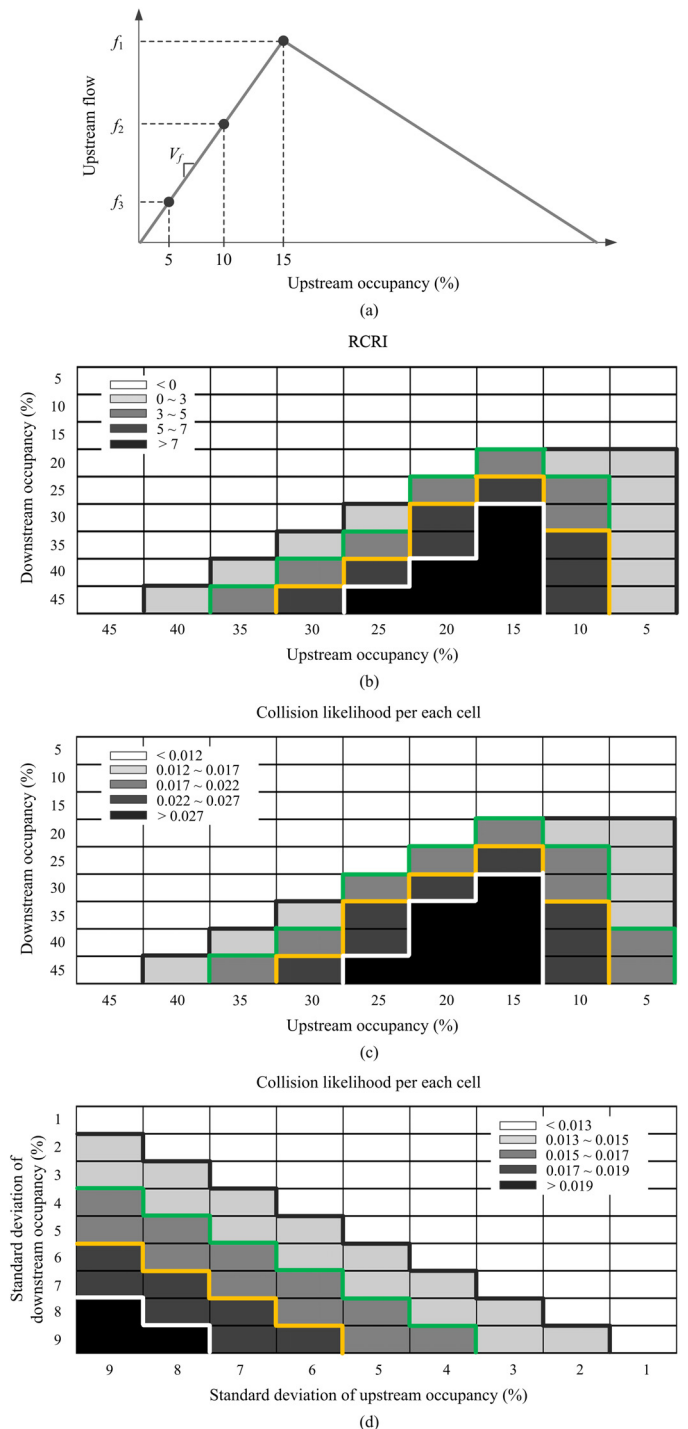 f1
f2
f3
Vf
Upstream flow
5 10 15
Upstream occupancy (%)
(a)
RCRI
Downstream occupancy (%)
5
10
15
20
25
30
35
40
45
< 0
0 ~ 3
3 ~ 5
5 ~ 7
> 7
45 40 35 30 25 20 15 10 5
Upstream occupancy (%)
(b)
Collision likelihood per each cell
Downstream occupancy (%)
5
10
15
20
25
30
35
40
45
< 0.012
0.012 ~ 0.017
0.017 ~ 0.022
0.022 ~ 0.027
> 0.027
45 40 35 30 25 20 15 10 5
Upstream occupancy (%)
(c)
Collision likelihood per each cell
Standard deviation of
downstream occupancy (%)
1
2
3
4
5
6
7
8
9
< 0.013
0.013 ~ 0.015
0.015 ~ 0.017
0.017 ~ 0.019
> 0.019
9 8 7 6 5 4 3 2 1
Standard deviation of upstream occupancy (%)
(d)